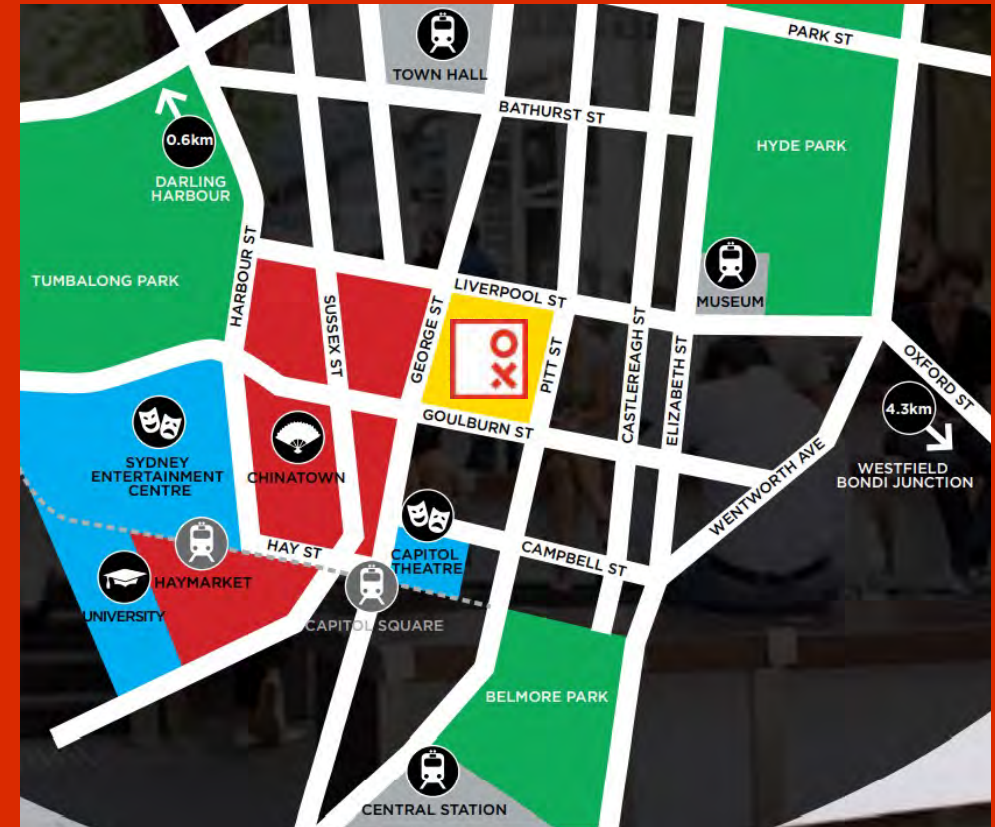 PARK ST
TOWN HALL
BATHURST ST
0.6km
HYDE PARK
DARLING
HARBOUR
HARBOUR ST
TUMBALONG PARK
MUSEUM
LIVERPOOL ST
SUSSEX ST
GEORGE ST
XO
PITT ST
CASTLEREAGH ST
ELIZABETH ST
OXFORD ST
4.3km
GOULBURN ST
SYDNEY
ENTERTAINMENT
CENTRE
CHINATOWN
WESTFIELD
BONDI JUNCTION
WENTWORTH AVE
HAY ST
CAPITOL
THEATRE
CAMPBELL ST
HAYMARKET
UNIVERSITY
CAPITOL SQUARE
BELMORE PARK
CENTRAL STATION